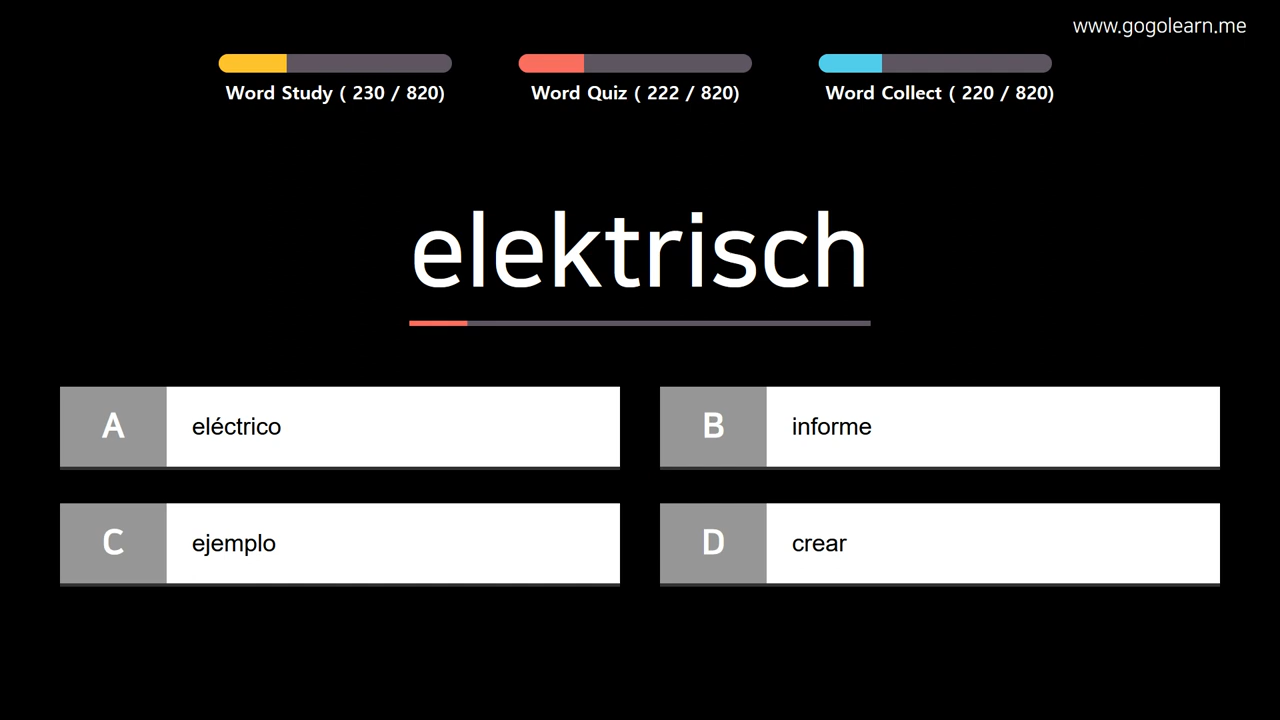 www.gogolearn.me
Word Study ( 230 / 820)
Word Quiz ( 222 / 820)
Word Collect ( 220 / 820)
elektrisch
A
eléctrico
B
informe
C
ejemplo
D
crear